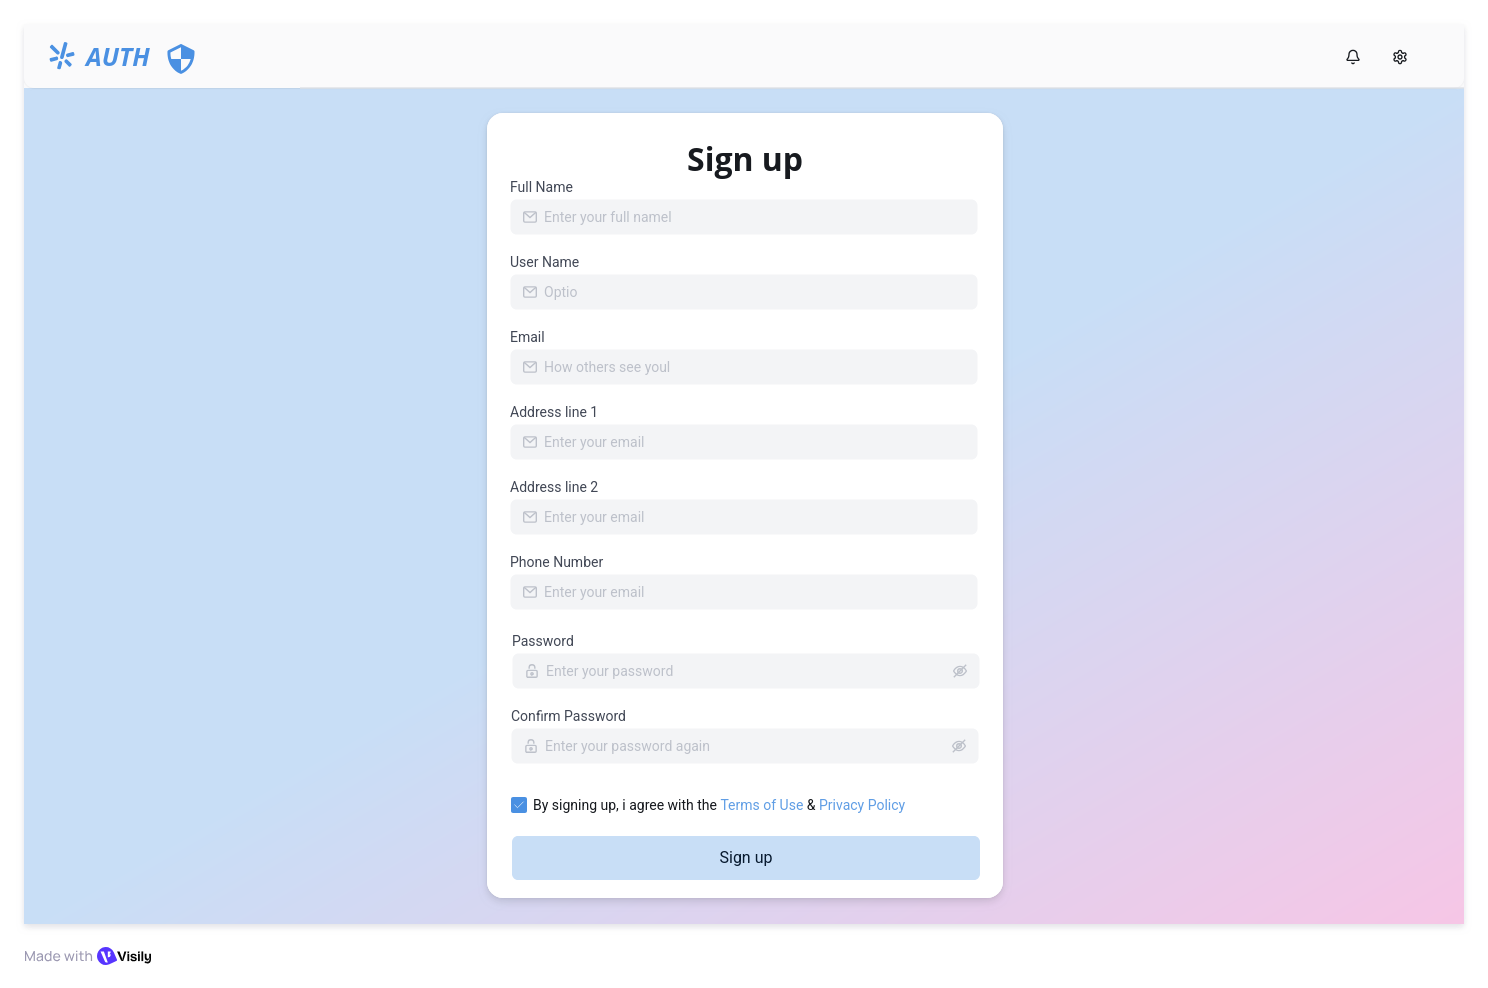 AUTH
Sign up
Full Name
Enter your full namel
User Name
Optio
Email
How others see youl
Address line 1
Enter your email
Address line 2
Enter your email
Phone Number
Enter your email
Password
Enter your password
Confirm Password
Enter your password again
By signing up, i agree with the Terms of Use & Privacy Policy
Sign up
Made with Visily